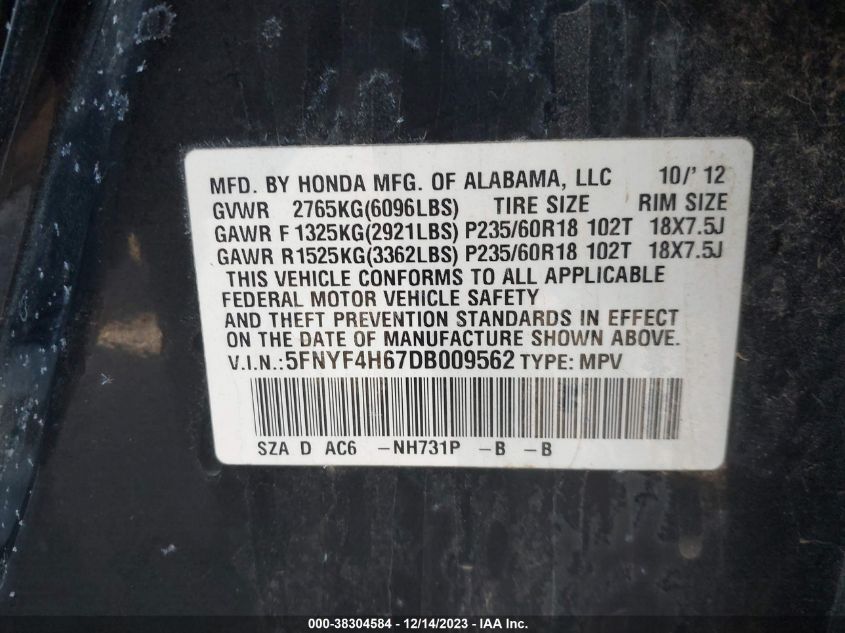 MFD. BY HONDA MFG. OF ALABAMA, LLC 10/'12
GVWR 2765KG(6096LBS) TIRE SIZE RIM SIZE
GAWR F 1325KG(2921LBS) P235/60R18 102T 18X7.5J
GAWR R1525KG(3362LBS) P235/60R18 102T 18X7.5J
THIS VEHICLE CONFORMS TO ALL APPLICABLE
FEDERAL MOTOR VEHICLE SAFETY
AND THEFT PREVENTION STANDARDS IN EFFECT
ON THE DATE OF MANUFACTURE SHOWN ABOVE.
V.I.N.:5FNYF4H67DB009562 TYPE: MPV
SZA D AC6 -NH731P -B -B
000-38304584 - 12/14/2023 - IAA Inc.